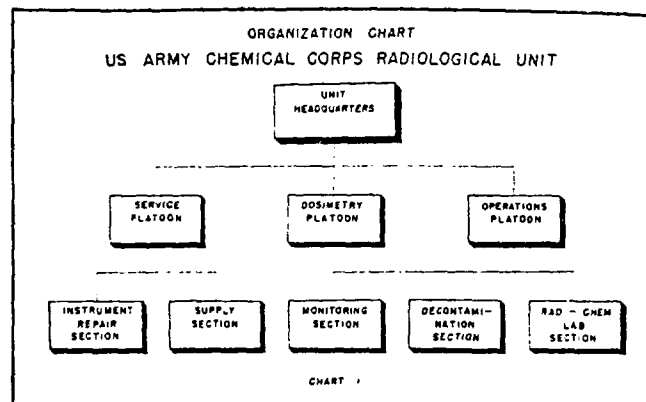 ORGANIZATION CHART
US ARMY CHEMICAL CORPS RADIOLOGICAL UNIT
UNIT
HEADQUARTERS
SERVICE
PLATOON
DOSIMETRY
PLATOON
OPERATIONS
PLATOON
INSTRUMENT
REPAIR
SECTION
SUPPLY
SECTION
MONITORING
SECTION
DECONTAMI-
NATION
SECTION
RAD - CHEM
LAB
SECTION
CHART